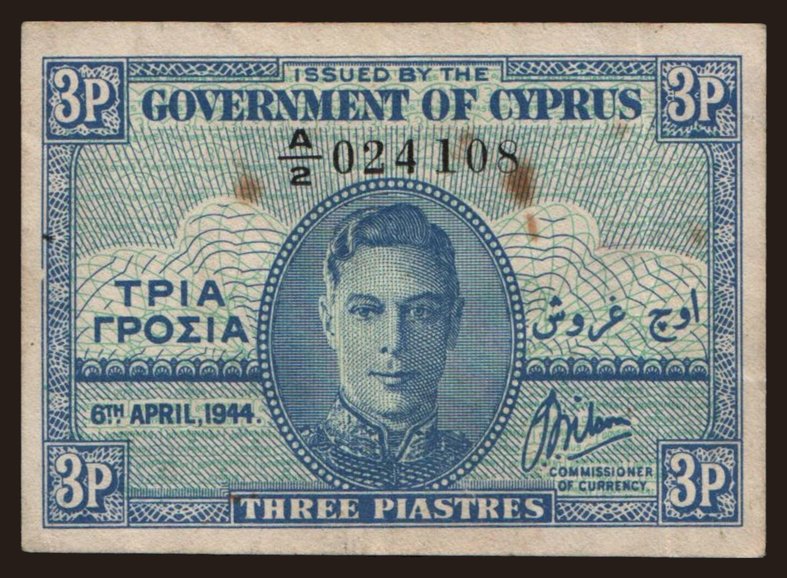 3P
ISSUED BY THE
3P
GOVERNMENT OF CYPRUS
A/2 024108
ΤΡΙΑ
ΓΡΟΣΙΑ
اوچ غروش
6TH APRIL, 1944.
COMMISSIONER
OF CURRENCY.
3P
THREE PIASTRES
3P